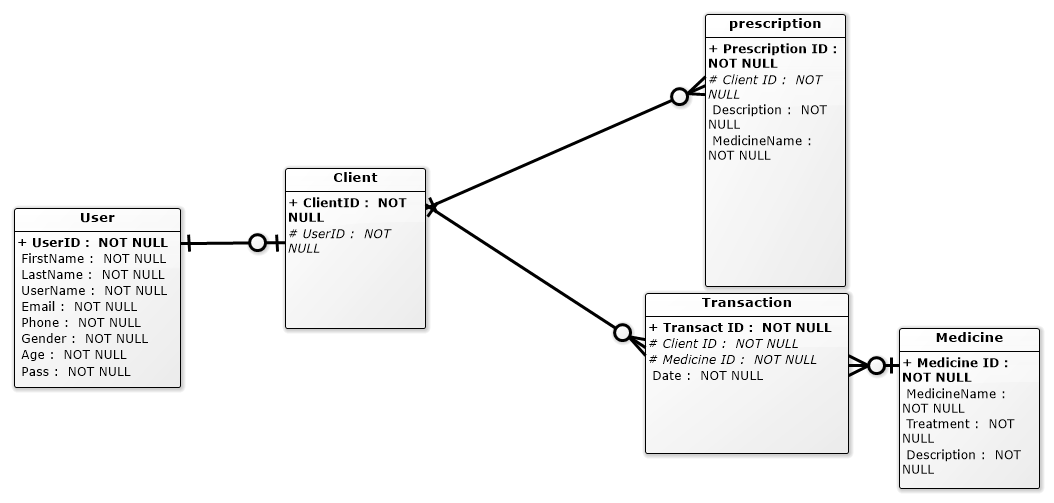 User
+ UserID : NOT NULL
FirstName : NOT NULL
LastName : NOT NULL
UserName : NOT NULL
Email : NOT NULL
Phone : NOT NULL
Gender : NOT NULL
Age : NOT NULL
Pass : NOT NULL
Client
+ ClientID : NOT
NULL
# UserID : NOT
NULL
prescription
+ Prescription ID :
NOT NULL
# Client ID : NOT
NULL
Description : NOT
NULL
MedicineName :
NOT NULL
Transaction
+ Transact ID : NOT NULL
# Client ID : NOT NULL
# Medicine ID : NOT NULL
Date : NOT NULL
Medicine
+ Medicine ID :
NOT NULL
MedicineName :
NOT NULL
Treatment : NOT
NULL
Description : NOT
NULL